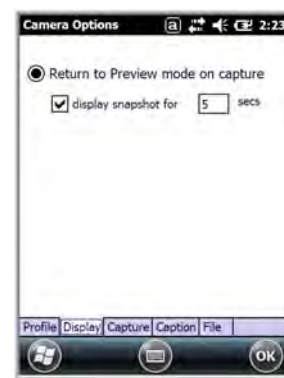 Camera Options a 2:23
Return to Preview mode on capture
display snapshot for 5 secs
Profile Display Capture Caption File
OK